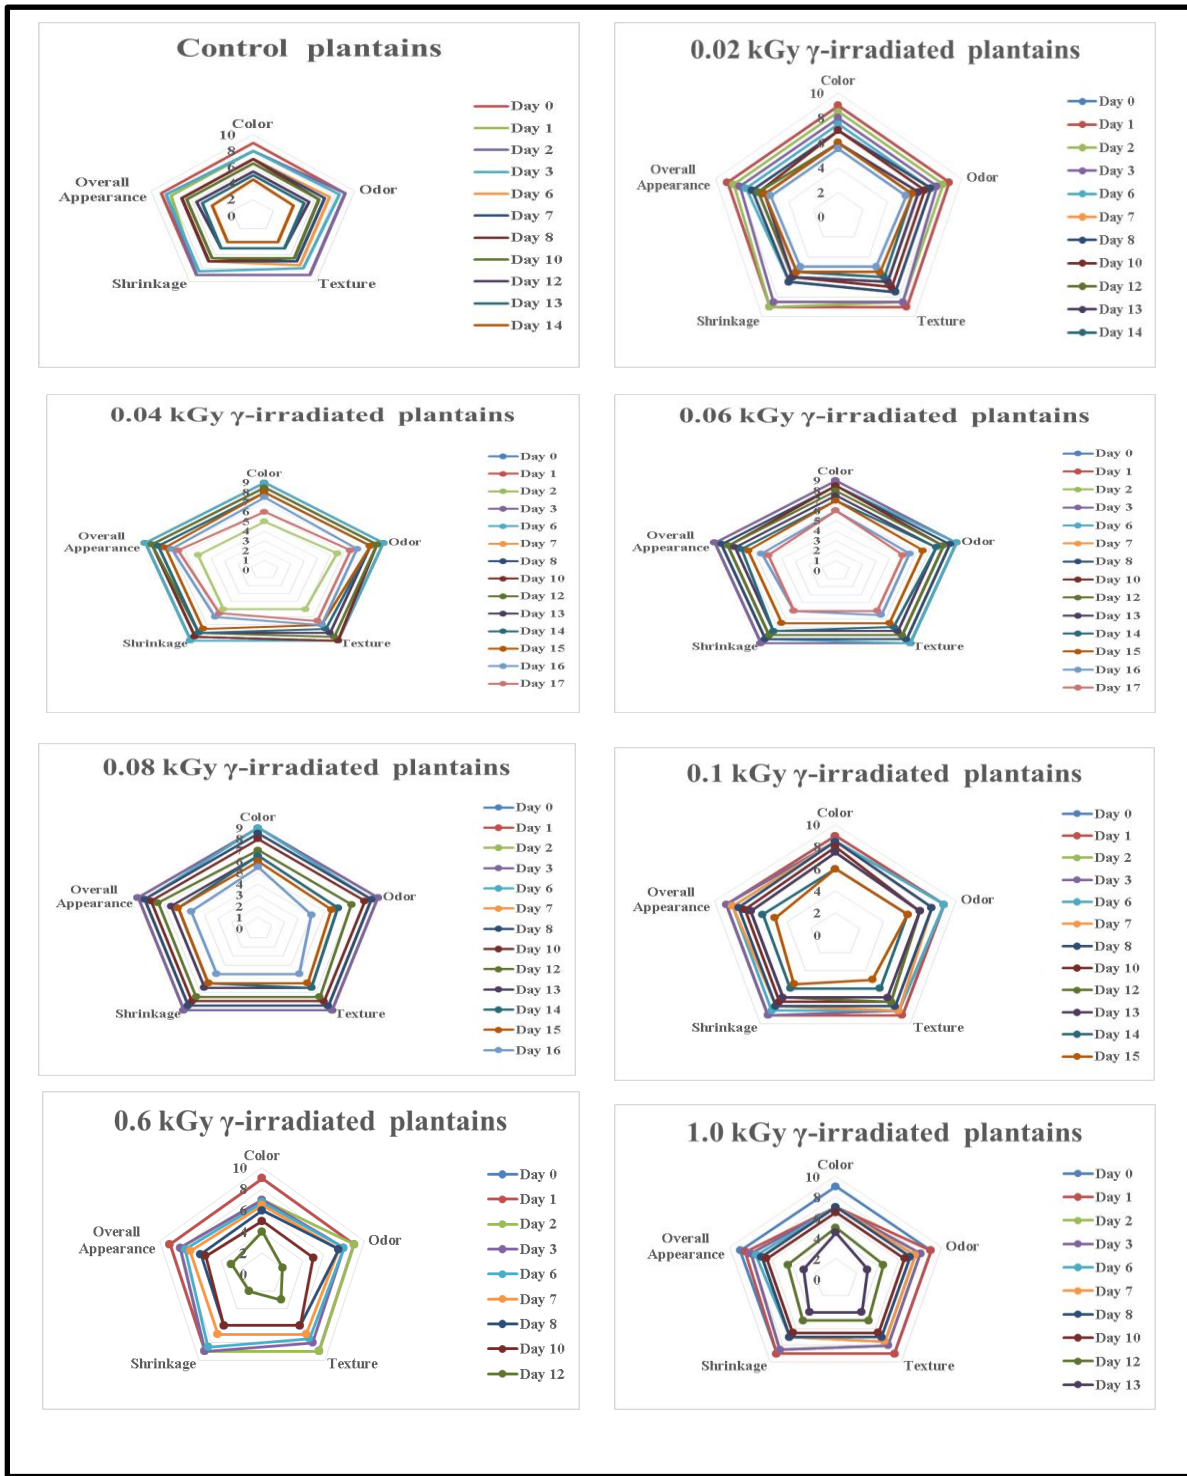 Control plantains
Color
Odor
Texture
Shrinkage
Overall
Appearance
10
8
6
4
2
0
Day 0
Day 1
Day 2
Day 3
Day 6
Day 7
Day 8
Day 10
Day 12
Day 13
Day 14
0.02 kGy γ-irradiated plantains
Color
Odor
Texture
Shrinkage
Overall
Appearance
10
8
6
4
2
0
Day 0
Day 1
Day 2
Day 3
Day 6
Day 7
Day 8
Day 10
Day 12
Day 13
Day 14
0.04 kGy γ-irradiated plantains
Color
Odor
Texture
Shrinkage
Overall
Appearance
9
8
7
6
5
4
3
2
1
0
Day 0
Day 1
Day 2
Day 3
Day 6
Day 7
Day 8
Day 10
Day 12
Day 13
Day 14
Day 15
Day 16
Day 17
0.06 kGy γ-irradiated plantains
Color
Odor
Texture
Shrinkage
Overall
Appearance
9
8
7
6
5
4
3
2
1
0
Day 0
Day 1
Day 2
Day 3
Day 6
Day 7
Day 8
Day 10
Day 12
Day 13
Day 14
Day 15
Day 16
Day 17
0.08 kGy γ-irradiated plantains
Color
Odor
Texture
Shrinkage
Overall
Appearance
9
8
7
6
5
4
3
2
1
0
Day 0
Day 1
Day 2
Day 3
Day 6
Day 7
Day 8
Day 10
Day 12
Day 13
Day 14
Day 15
Day 16
0.1 kGy γ-irradiated plantains
Color
Odor
Texture
Shrinkage
Overall
Appearance
10
8
6
4
2
0
Day 0
Day 1
Day 2
Day 3
Day 6
Day 7
Day 8
Day 10
Day 12
Day 13
Day 14
Day 15
0.6 kGy γ-irradiated plantains
Color
Odor
Texture
Shrinkage
Overall
Appearance
10
8
6
4
2
0
Day 0
Day 1
Day 2
Day 3
Day 6
Day 7
Day 8
Day 10
Day 12
1.0 kGy γ-irradiated plantains
Color
Odor
Texture
Shrinkage
Overall
Appearance
10
8
6
4
2
0
Day 0
Day 1
Day 2
Day 3
Day 6
Day 7
Day 8
Day 10
Day 12
Day 13